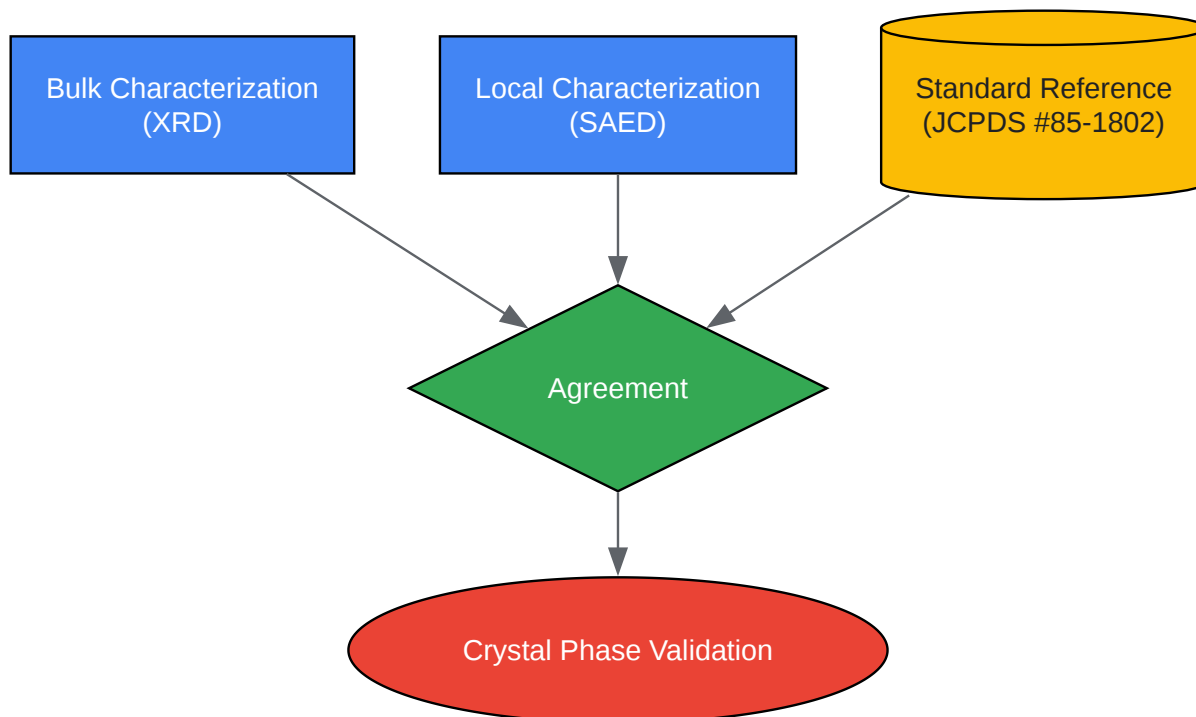 Bulk Characterization
(XRD)
Local Characterization
(SAED)
Standard Reference
(JCPDS #85-1802)
Agreement
Crystal Phase Validation